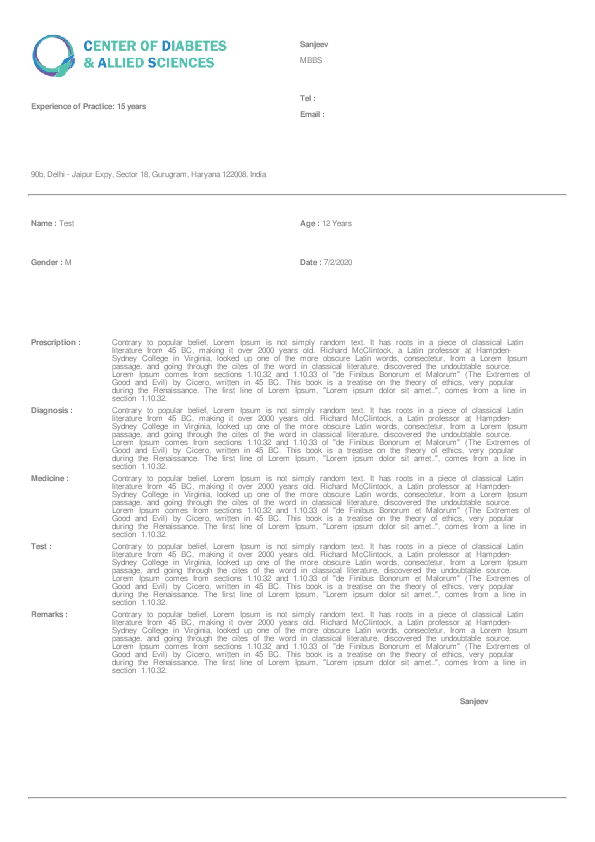 CENTER OF DIABETES
& ALLIED SCIENCES
Sanjeev
MBBS
Experience of Practice: 15 years
Tel :
Email :
90b, Delhi - Jaipur Expy, Sector 18, Gurugram, Haryana 122008, India
Name : Test
Age : 12 Years
Gender : M
Date : 7/2/2020
Prescription : Contrary to popular belief, Lorem Ipsum is not simply random text. It has roots in a piece of classical Latin
literature from 45 BC, making it over 2000 years old. Richard McClintock, a Latin professor at Hampden-
Sydney College in Virginia, looked up one of the more obscure Latin words, consectetur, from a Lorem Ipsum
passage, and going through the cites of the word in classical literature, discovered the undoubtable source.
Lorem Ipsum comes from sections 1.10.32 and 1.10.33 of "de Finibus Bonorum et Malorum" (The Extremes of
Good and Evil) by Cicero, written in 45 BC. This book is a treatise on the theory of ethics, very popular
during the Renaissance. The first line of Lorem Ipsum, "Lorem ipsum dolor sit amet..", comes from a line in
section 1.10.32.
Diagnosis : Contrary to popular belief, Lorem Ipsum is not simply random text. It has roots in a piece of classical Latin
literature from 45 BC, making it over 2000 years old. Richard McClintock, a Latin professor at Hampden-
Sydney College in Virginia, looked up one of the more obscure Latin words, consectetur, from a Lorem Ipsum
passage, and going through the cites of the word in classical literature, discovered the undoubtable source.
Lorem Ipsum comes from sections 1.10.32 and 1.10.33 of "de Finibus Bonorum et Malorum" (The Extremes of
Good and Evil) by Cicero, written in 45 BC. This book is a treatise on the theory of ethics, very popular
during the Renaissance. The first line of Lorem Ipsum, "Lorem ipsum dolor sit amet..", comes from a line in
section 1.10.32.
Medicine : Contrary to popular belief, Lorem Ipsum is not simply random text. It has roots in a piece of classical Latin
literature from 45 BC, making it over 2000 years old. Richard McClintock, a Latin professor at Hampden-
Sydney College in Virginia, looked up one of the more obscure Latin words, consectetur, from a Lorem Ipsum
passage, and going through the cites of the word in classical literature, discovered the undoubtable source.
Lorem Ipsum comes from sections 1.10.32 and 1.10.33 of "de Finibus Bonorum et Malorum" (The Extremes of
Good and Evil) by Cicero, written in 45 BC. This book is a treatise on the theory of ethics, very popular
during the Renaissance. The first line of Lorem Ipsum, "Lorem ipsum dolor sit amet..", comes from a line in
section 1.10.32.
Test : Contrary to popular belief, Lorem Ipsum is not simply random text. It has roots in a piece of classical Latin
literature from 45 BC, making it over 2000 years old. Richard McClintock, a Latin professor at Hampden-
Sydney College in Virginia, looked up one of the more obscure Latin words, consectetur, from a Lorem Ipsum
passage, and going through the cites of the word in classical literature, discovered the undoubtable source.
Lorem Ipsum comes from sections 1.10.32 and 1.10.33 of "de Finibus Bonorum et Malorum" (The Extremes of
Good and Evil) by Cicero, written in 45 BC. This book is a treatise on the theory of ethics, very popular
during the Renaissance. The first line of Lorem Ipsum, "Lorem ipsum dolor sit amet..", comes from a line in
section 1.10.32.
Remarks : Contrary to popular belief, Lorem Ipsum is not simply random text. It has roots in a piece of classical Latin
literature from 45 BC, making it over 2000 years old. Richard McClintock, a Latin professor at Hampden-
Sydney College in Virginia, looked up one of the more obscure Latin words, consectetur, from a Lorem Ipsum
passage, and going through the cites of the word in classical literature, discovered the undoubtable source.
Lorem Ipsum comes from sections 1.10.32 and 1.10.33 of "de Finibus Bonorum et Malorum" (The Extremes of
Good and Evil) by Cicero, written in 45 BC. This book is a treatise on the theory of ethics, very popular
during the Renaissance. The first line of Lorem Ipsum, "Lorem ipsum dolor sit amet..", comes from a line in
section 1.10.32.
Sanjeev